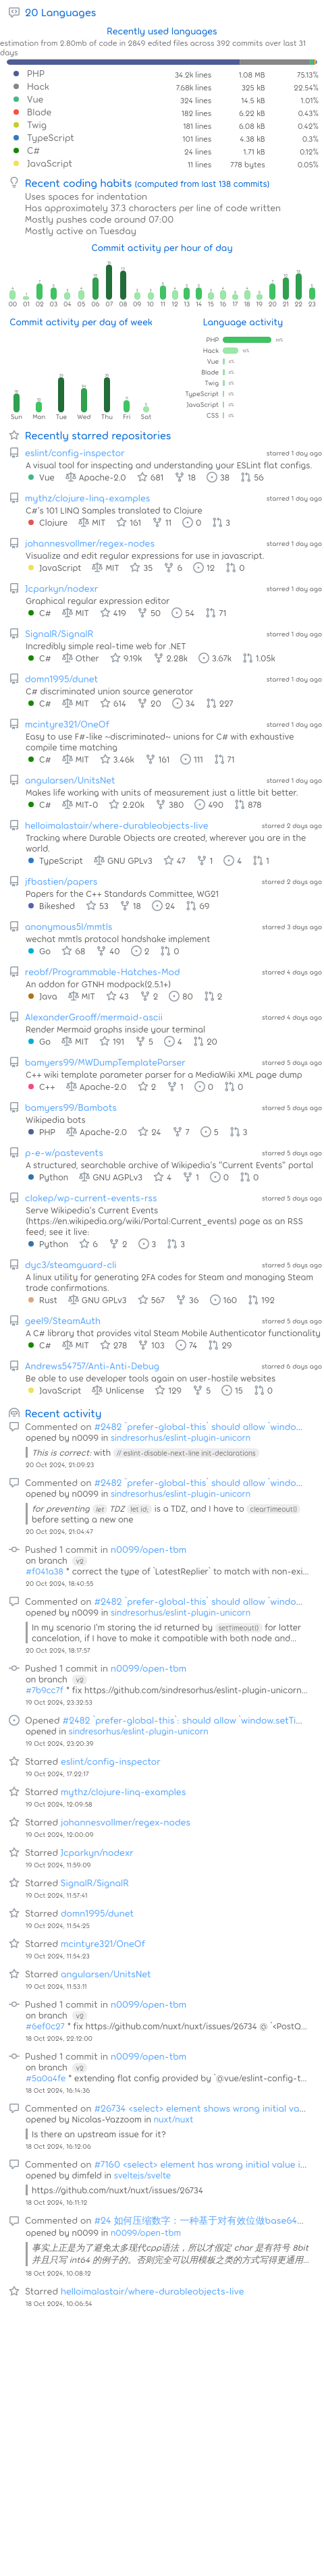 20 Languages
Recently used languages
estimation from 2.80mb of code in 2849 edited files across 392 commits over last 31
days
PHP 34.2k lines 1.08 MB 75.13%
Hack 7.68k lines 325 kB 22.54%
Vue 324 lines 14.5 kB 1.01%
Blade 182 lines 6.22 kB 0.43%
Twig 181 lines 6.08 kB 0.42%
TypeScript 101 lines 4.38 kB 0.3%
C# 24 lines 1.71 kB 0.12%
JavaScript 11 lines 778 bytes 0.05%
Recent coding habits (computed from last 138 commits)
Uses spaces for indentation
Has approximately 37.3 characters per line of code written
Mostly pushes code around 07:00
Mostly active on Tuesday
Commit activity per hour of day
00 01 02 03 04 05 06 07 08 09 10 11 12 13 14 15 16 17 18 19 20 21 22 23
Commit activity per day of week
Language activity
PHP
Hack
Vue
Blade
Twig
TypeScript
JavaScript
CSS
Sun Mon Tue Wed Thu Fri Sat
Recently starred repositories
eslint/config-inspector starred 1 day ago
A visual tool for inspecting and understanding your ESLint flat configs.
Vue Apache-2.0 681 18 38 56
mythz/clojure-linq-examples starred 1 day ago
C#'s 101 LINQ Samples translated to Clojure
Clojure MIT 161 11 0 3
johannesvollmer/regex-nodes starred 1 day ago
Visualize and edit regular expressions for use in javascript.
JavaScript MIT 35 6 12 0
Jcparkyn/nodexr starred 1 day ago
Graphical regular expression editor
C# MIT 419 50 54 71
SignalR/SignalR starred 1 day ago
Incredibly simple real-time web for .NET
C# Other 9.19k 2.28k 3.67k 1.05k
domn1995/dunet starred 1 day ago
C# discriminated union source generator
C# MIT 614 20 34 227
mcintyre321/OneOf starred 1 day ago
Easy to use F#-like ~discriminated~ unions for C# with exhaustive
compile time matching
C# MIT 3.46k 161 111 71
angularsen/UnitsNet starred 1 day ago
Makes life working with units of measurement just a little bit better.
C# MIT-0 2.20k 380 490 878
helloimalastair/where-durableobjects-live starred 2 days ago
Tracking where Durable Objects are created, wherever you are in the
world.
TypeScript GNU GPLv3 47 1 4 1
jfbastien/papers starred 2 days ago
Papers for the C++ Standards Committee, WG21
Bikeshed 53 18 24 69
anonymous5l/mmtls starred 3 days ago
wechat mmtls protocol handshake implement
Go 68 40 2 0
reobf/Programmable-Hatches-Mod starred 4 days ago
An addon for GTNH modpack(2.5.1+)
Java MIT 43 2 80 2
AlexanderGrooff/mermaid-ascii starred 4 days ago
Render Mermaid graphs inside your terminal
Go MIT 191 5 4 20
bamyers99/MWDumpTemplateParser starred 5 days ago
C++ wiki template parameter parser for a MediaWiki XML page dump
C++ Apache-2.0 2 1 0 0
bamyers99/Bambots starred 5 days ago
Wikipedia bots
PHP Apache-2.0 24 7 5 3
p-e-w/pastevents starred 5 days ago
A structured, searchable archive of Wikipedia's "Current Events" portal
Python GNU AGPLv3 4 1 0 0
clokep/wp-current-events-rss starred 5 days ago
Serve Wikipedia's Current Events
(https://en.wikipedia.org/wiki/Portal:Current_events) page as an RSS
feed; see it live:
Python 6 2 3 3
dyc3/steamguard-cli starred 5 days ago
A linux utility for generating 2FA codes for Steam and managing Steam
trade confirmations.
Rust GNU GPLv3 567 36 160 192
geel9/SteamAuth starred 5 days ago
A C# library that provides vital Steam Mobile Authenticator functionality
C# MIT 278 103 74 29
Andrews54757/Anti-Anti-Debug starred 6 days ago
Be able to use developer tools again on user-hostile websites
JavaScript Unlicense 129 5 15 0
Recent activity
Commented on #2482 `prefer-global-this` should allow `windo...
opened by n0099 in sindresorhus/eslint-plugin-unicorn
This is correct: with // eslint-disable-next-line init-declarations
20 Oct 2024, 21:09:23
Commented on #2482 `prefer-global-this` should allow `windo...
opened by n0099 in sindresorhus/eslint-plugin-unicorn
for preventing let TDZ let id; is a TDZ, and I have to clearTimeout()
before setting a new one
20 Oct 2024, 21:04:47
Pushed 1 commit in n0099/open-tbm
on branch v2
#f041a38 * correct the type of `LatestReplier` to match with non-exi...
20 Oct 2024, 18:40:55
Commented on #2482 `prefer-global-this` should allow `windo...
opened by n0099 in sindresorhus/eslint-plugin-unicorn
In my scenario I'm storing the id returned by setTimeout() for latter
cancelation, if I have to make it compatible with both node and...
20 Oct 2024, 18:17:57
Pushed 1 commit in n0099/open-tbm
on branch v2
#7b9cc7f * fix https://github.com/sindresorhus/eslint-plugin-unicorn...
19 Oct 2024, 23:32:53
Opened #2482 `prefer-global-this`: should allow `window.setTi...
opened in sindresorhus/eslint-plugin-unicorn
19 Oct 2024, 23:20:39
Starred eslint/config-inspector
19 Oct 2024, 17:22:17
Starred mythz/clojure-linq-examples
19 Oct 2024, 12:09:58
Starred johannesvollmer/regex-nodes
19 Oct 2024, 12:00:09
Starred Jcparkyn/nodexr
19 Oct 2024, 11:59:09
Starred SignalR/SignalR
19 Oct 2024, 11:57:41
Starred domn1995/dunet
19 Oct 2024, 11:54:25
Starred mcintyre321/OneOf
19 Oct 2024, 11:54:23
Starred angularsen/UnitsNet
19 Oct 2024, 11:53:11
Pushed 1 commit in n0099/open-tbm
on branch v2
#6ef0c27 * fix https://github.com/nuxt/nuxt/issues/26734 @ `<PostQ...
18 Oct 2024, 22:12:00
Pushed 1 commit in n0099/open-tbm
on branch v2
#5a0a4fe * extending flat config provided by `@vue/eslint-config-t...
18 Oct 2024, 16:14:36
Commented on #26734 <select> element shows wrong initial va...
opened by Nicolas-Yazzoom in nuxt/nuxt
Is there an upstream issue for it?
18 Oct 2024, 16:12:06
Commented on #7160 <select> element has wrong initial value i...
opened by dimfeld in sveltejs/svelte
https://github.com/nuxt/nuxt/issues/26734
18 Oct 2024, 16:11:12
Commented on #24 如何压缩数字：一种基于对有效位做base64...
opened by n0099 in n0099/open-tbm
事实上正是为了避免太多现代cpp语法，所以才假定 char 是有符号 8bit
并且只写 int64 的例子的。否则完全可以用模板之类的方式写得更通用...
18 Oct 2024, 10:08:12
Starred helloimalastair/where-durableobjects-live
18 Oct 2024, 10:06:54